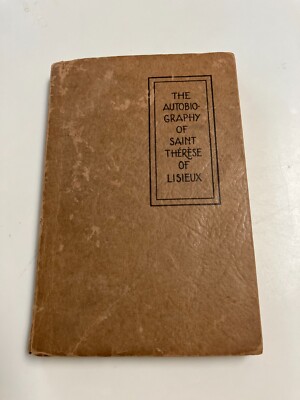 THE
AUTOBIO-
GRAPHY
OF
SAINT
THÉRÈSE
OF
LISIEUX